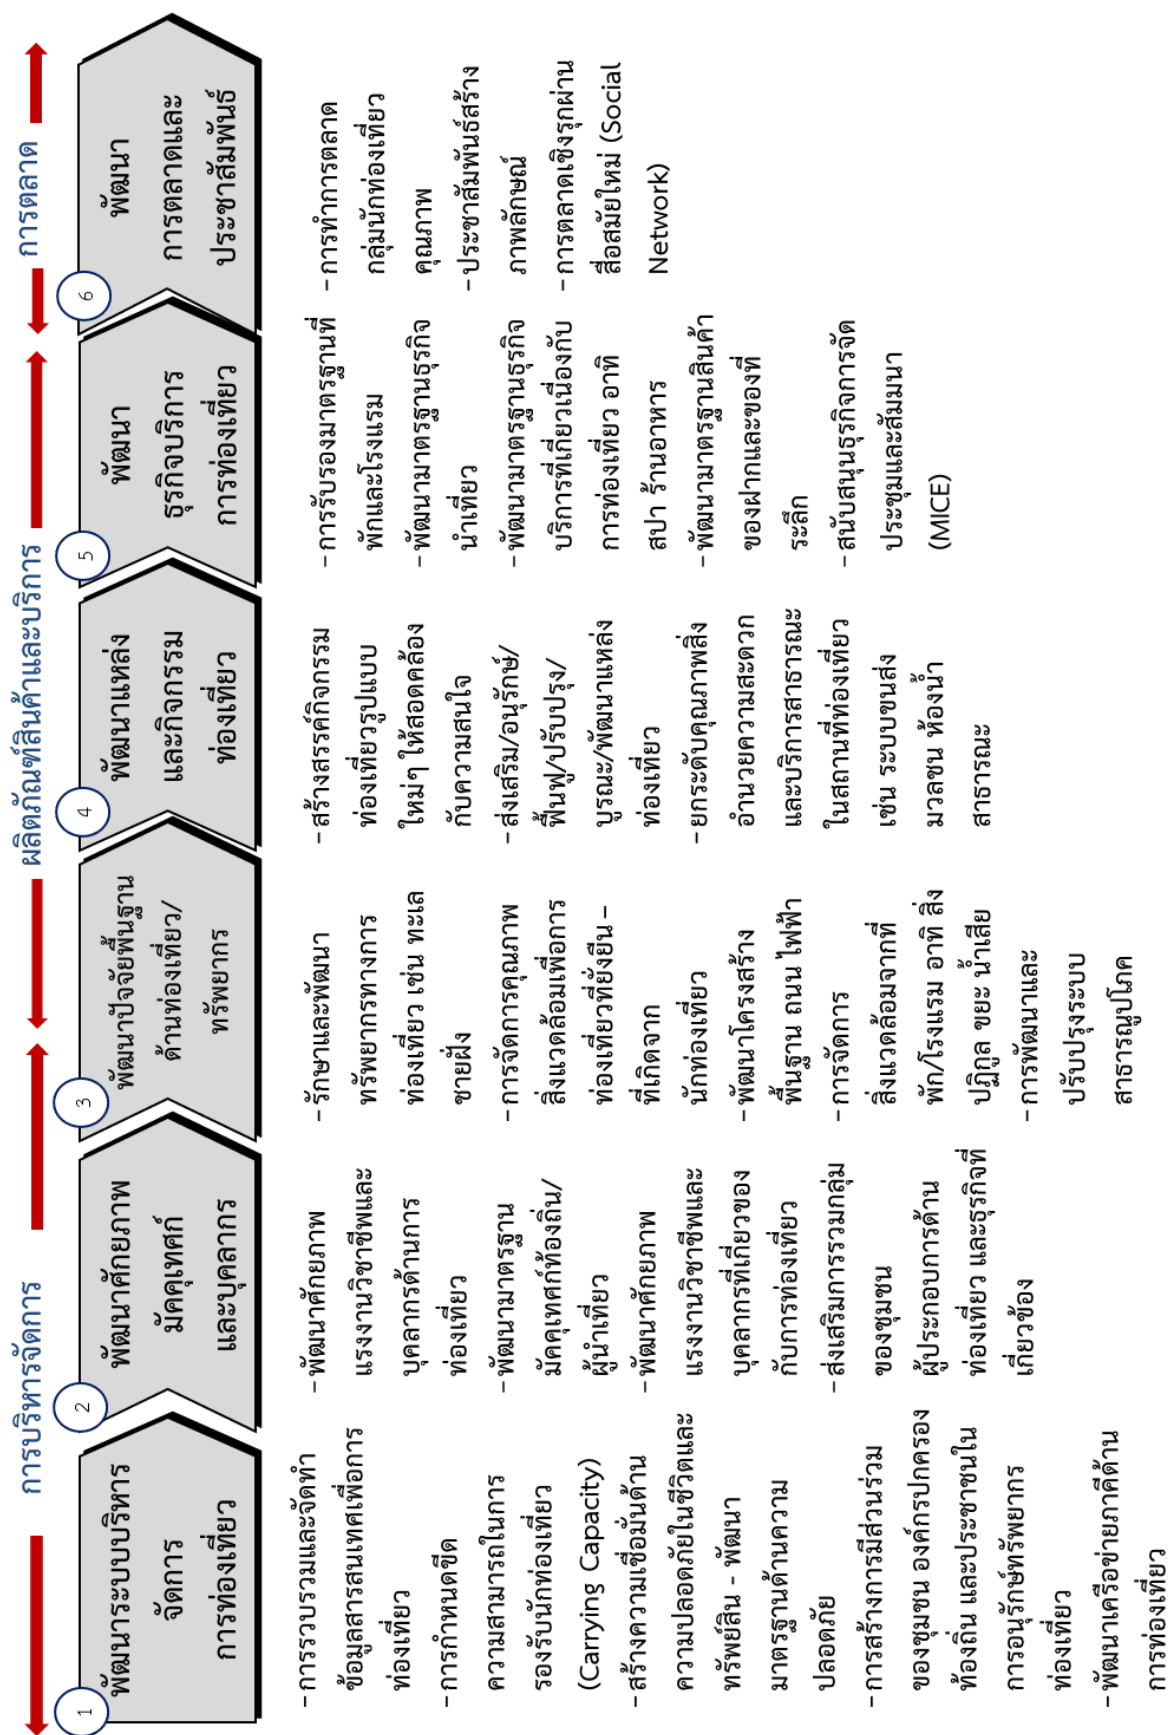 การบริหารจัดการ
ผลิตภัณฑ์สินค้าและบริการ
การตลาด
1
พัฒนาระบบบริหาร
จัดการ
การท่องเที่ยว
2
พัฒนาศักยภาพ
มัคคุเทศก์
และบุคลากร
3
พัฒนาปัจจัยพื้นฐาน
ด้านท่องเที่ยว/
ทรัพยากร
4
พัฒนาแหล่ง
และกิจกรรม
ท่องเที่ยว
5
พัฒนา
ธุรกิจบริการ
การท่องเที่ยว
6
พัฒนา
การตลาดและ
ประชาสัมพันธ์
– การรวบรวมและจัดทำ
ข้อมูลสารสนเทศเพื่อการ
ท่องเที่ยว
– การกำหนดขีด
ความสามารถในการ
รองรับนักท่องเที่ยว
(Carrying Capacity)
– สร้างความเชื่อมั่นด้าน
ความปลอดภัยในชีวิตและ
ทรัพย์สิน - พัฒนา
มาตรฐานด้านความ
ปลอดภัย
– การสร้างการมีส่วนร่วม
ของชุมชน องค์กรปกครอง
ท้องถิ่น และประชาชนใน
การอนุรักษ์ทรัพยากร
ท่องเที่ยว
– พัฒนาเครือข่ายภาคีด้าน
การท่องเที่ยว
– พัฒนาศักยภาพ
แรงงานวิชาชีพและ
บุคลากรด้านการ
ท่องเที่ยว
– พัฒนามาตรฐาน
มัคคุเทศก์ท้องถิ่น/
ผู้นำเที่ยว
– พัฒนาศักยภาพ
แรงงานวิชาชีพและ
บุคลากรที่เกี่ยวของ
กับการท่องเที่ยว
– ส่งเสริมการรวมกลุ่ม
ของชุมชน
ผู้ประกอบการด้าน
ท่องเที่ยว และธุรกิจที่
เกี่ยวข้อง
– รักษาและพัฒนา
ทรัพยากรทางการ
ท่องเที่ยว เช่น ทะเล
ชายฝั่ง
– การจัดการคุณภาพ
สิ่งแวดล้อมเพื่อการ
ท่องเที่ยวที่ยั่งยืน –
ที่เกิดจาก
นักท่องเที่ยว
– พัฒนาโครงสร้าง
พื้นฐาน ถนน ไฟฟ้า
– การจัดการ
สิ่งแวดล้อมจากที่
พัก/โรงแรม อาทิ สิ่ง
ปฏิกูล ขยะ น้ำเสีย
– การพัฒนาและ
ปรับปรุงระบบ
สาธารณูปโภค
– สร้างสรรค์กิจกรรม
ท่องเที่ยวรูปแบบ
ใหม่ๆ ให้สอดคล้อง
กับความสนใจ
– ส่งเสริม/อนุรักษ์/
ฟื้นฟู/ปรับปรุง/
บูรณะ/พัฒนาแหล่ง
ท่องเที่ยว
– ยกระดับคุณภาพสิ่ง
อำนวยความสะดวก
และบริการสาธารณะ
ในสถานที่ท่องเที่ยว
เช่น ระบบขนส่ง
มวลชน ห้องน้ำ
สาธารณะ
– การรับรองมาตรฐานที่
พักและโรงแรม
– พัฒนามาตรฐานธุรกิจ
นำเที่ยว
– พัฒนามาตรฐานธุรกิจ
บริการที่เกี่ยวเนื่องกับ
การท่องเที่ยว อาทิ
สปา ร้านอาหาร
– พัฒนามาตรฐานสินค้า
ของฝากและของที่
ระลึก
– สนับสนุนธุรกิจการจัด
ประชุมและสัมมนา
(MICE)
– การทำการตลาด
กลุ่มนักท่องเที่ยว
คุณภาพ
– ประชาสัมพันธ์สร้าง
ภาพลักษณ์
– การตลาดเชิงรุกผ่าน
สื่อสมัยใหม่ (Social
Network)